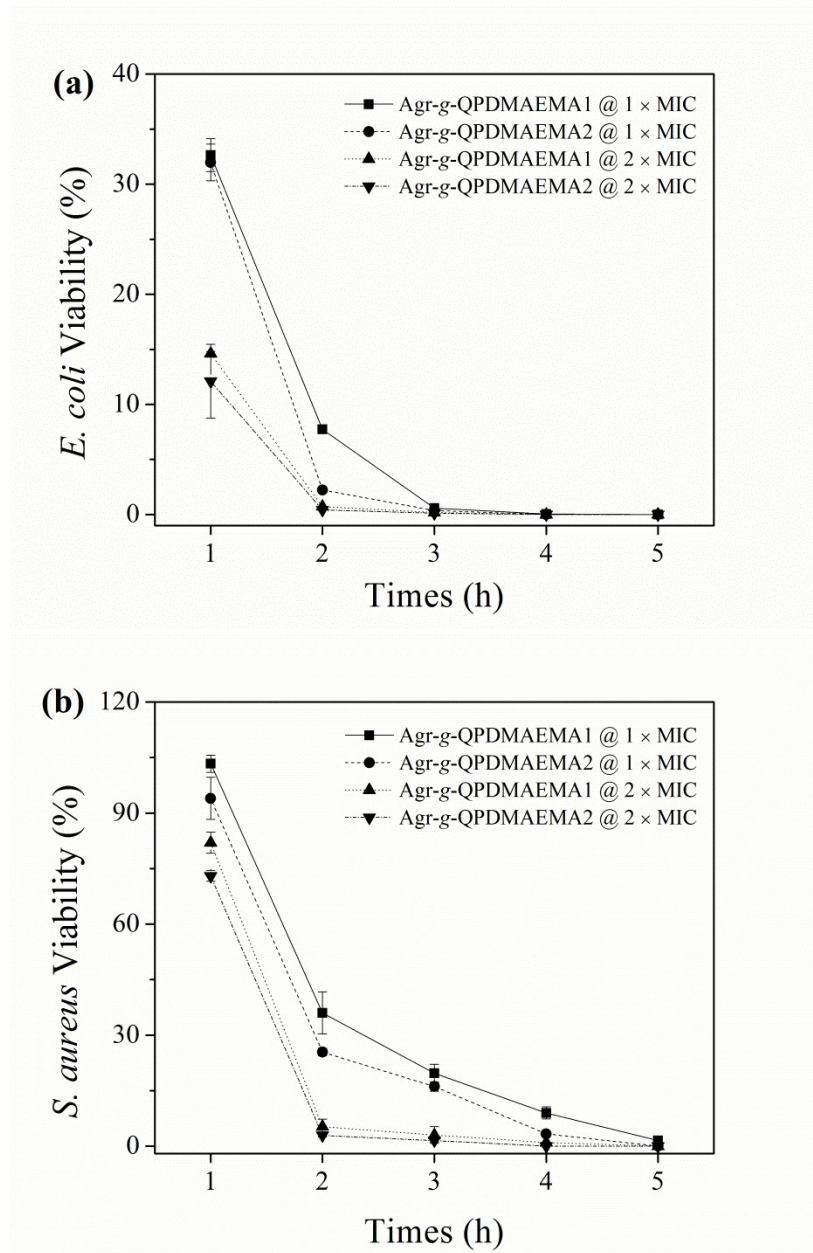 (a)
40
30
20
10
0
E. coli Viability (%)
Agr-g-QPDMAEMA1 @ 1 × MIC
Agr-g-QPDMAEMA2 @ 1 × MIC
Agr-g-QPDMAEMA1 @ 2 × MIC
Agr-g-QPDMAEMA2 @ 2 × MIC
1 2 3 4 5
Times (h)
(b)
120
90
60
30
0
S. aureus Viability (%)
Agr-g-QPDMAEMA1 @ 1 × MIC
Agr-g-QPDMAEMA2 @ 1 × MIC
Agr-g-QPDMAEMA1 @ 2 × MIC
Agr-g-QPDMAEMA2 @ 2 × MIC
1 2 3 4 5
Times (h)